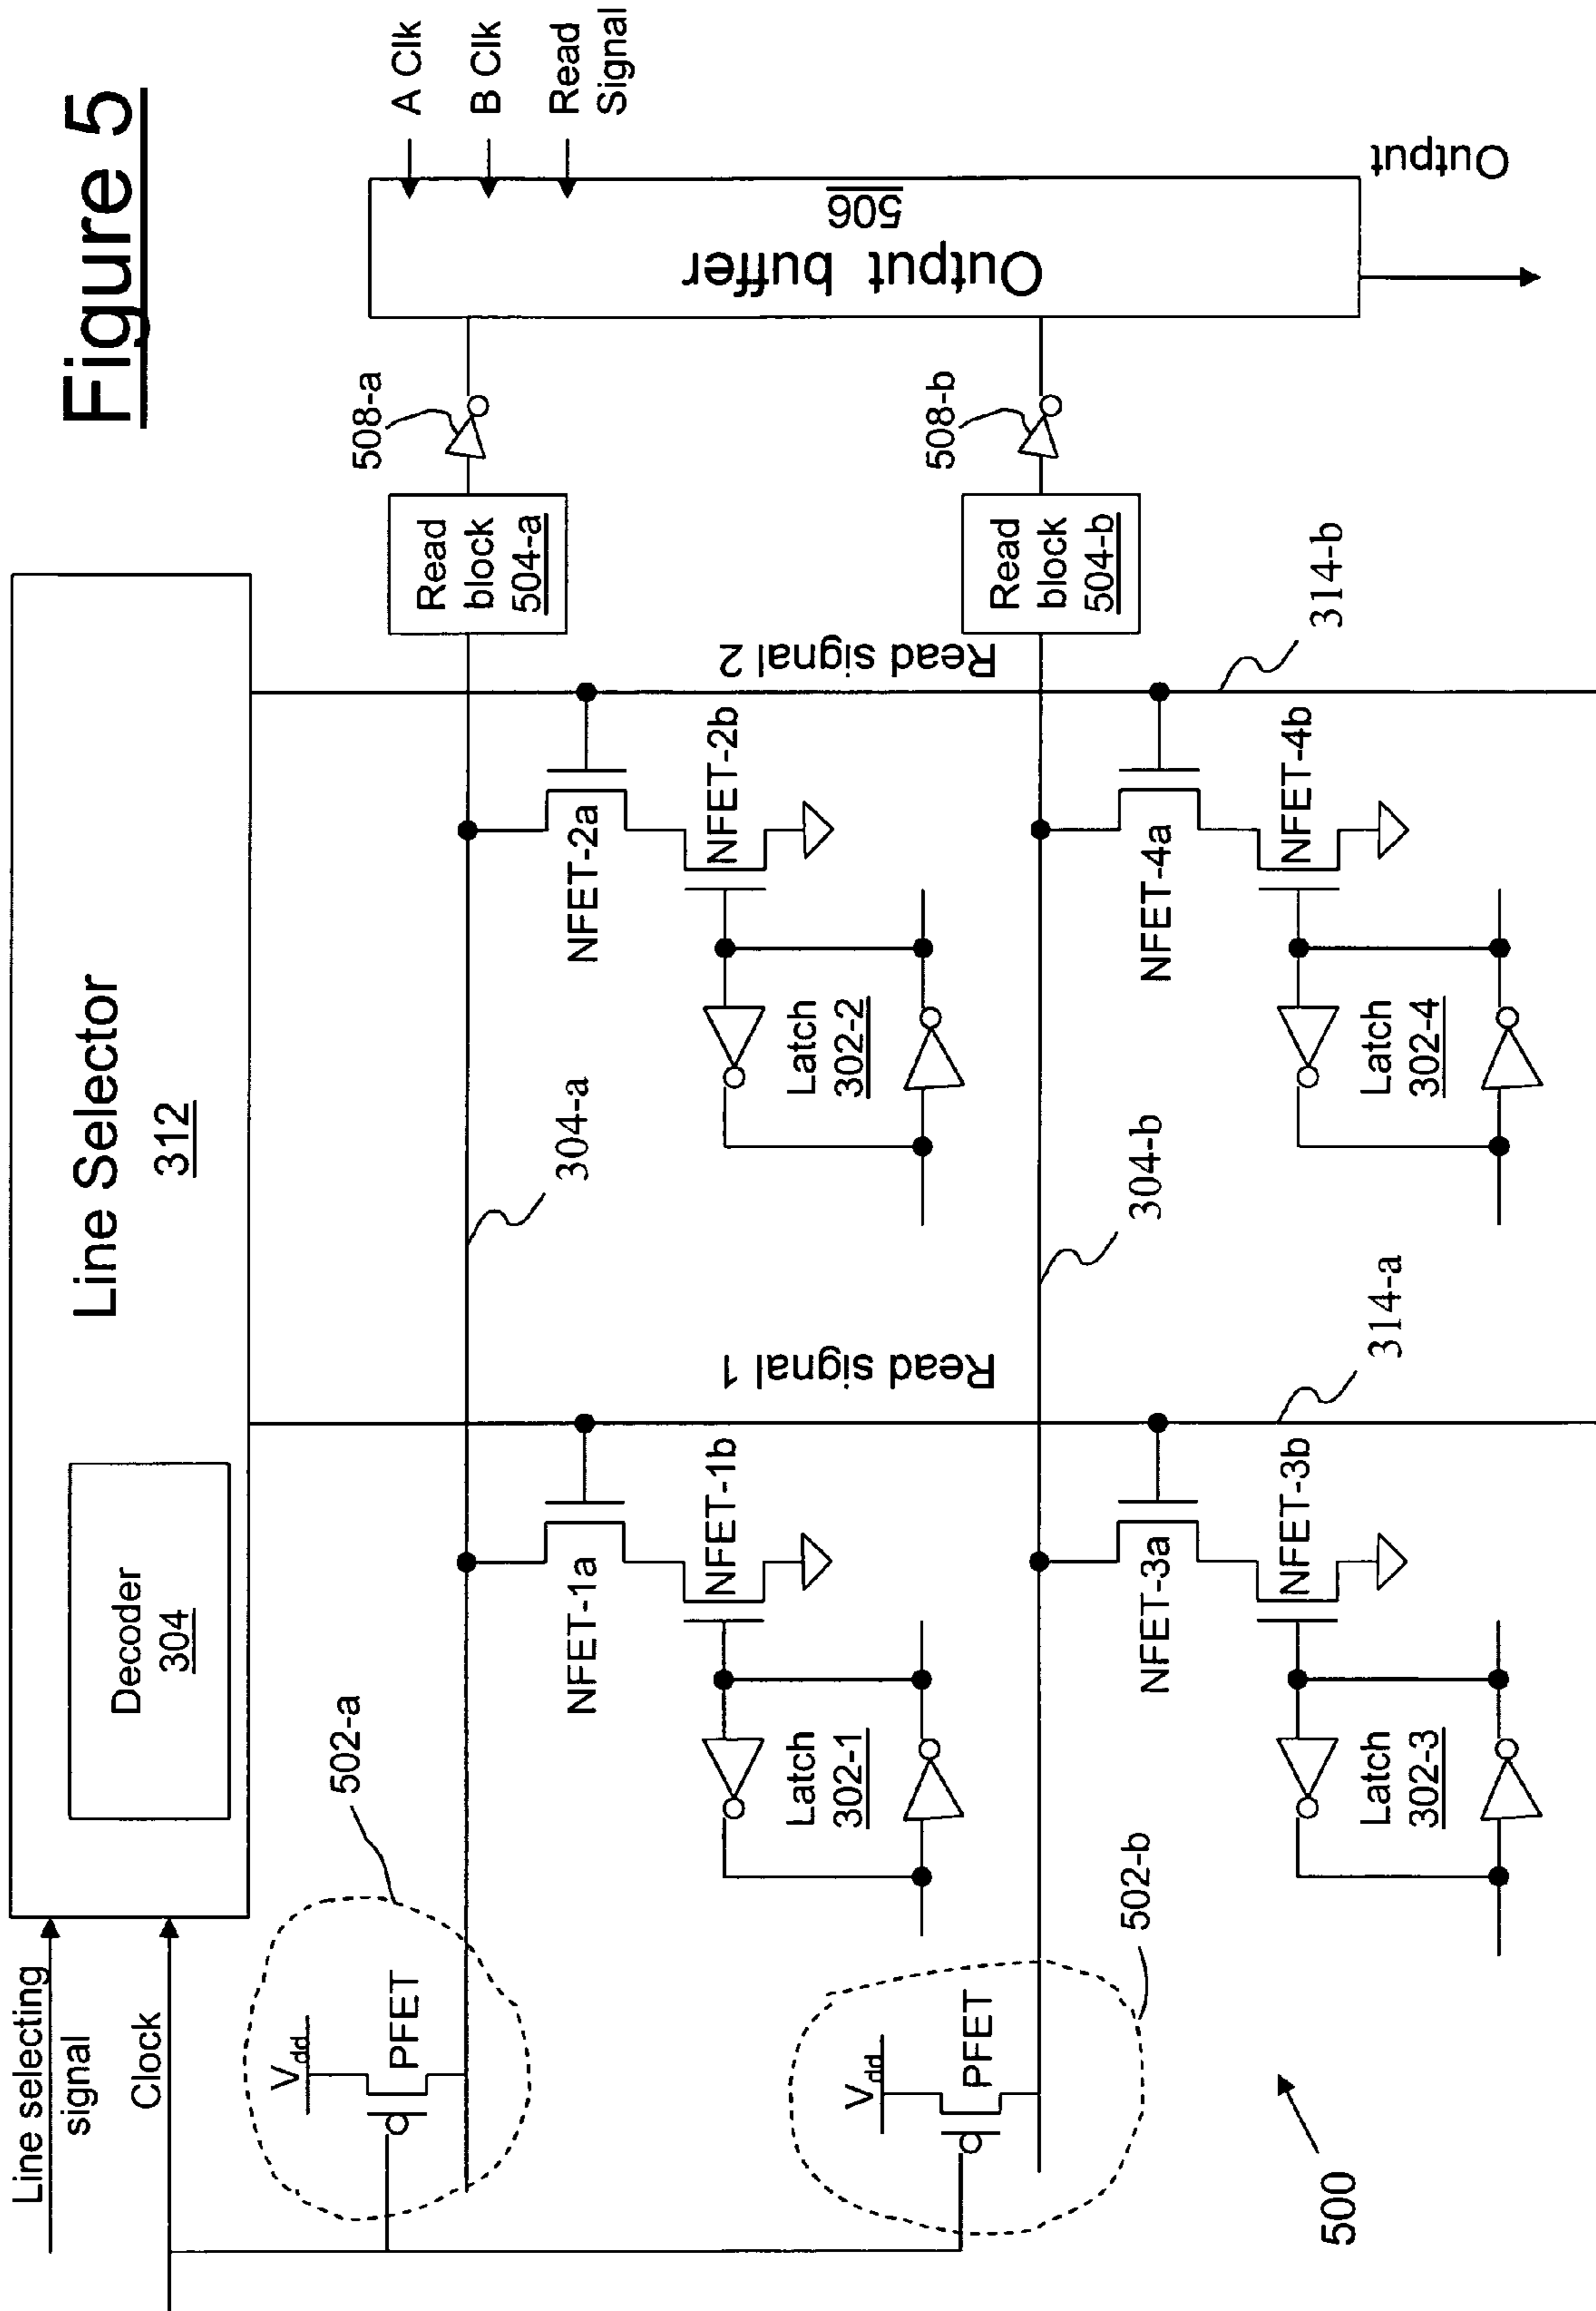 Figure 5
Line selecting
signal
Clock
Line Selector
312
Decoder
304
A Clk
B Clk
Read
Signal
Output buffer
506
Output
508-a
508-b
Read
block
504-a
Read
block
504-b
502-a
Vdd
PFET
502-b
Vdd
PFET
304-a
304-b
Read signal 1
Read signal 2
314-a
314-b
NFET-1a
NFET-1b
Latch
302-1
NFET-2a
NFET-2b
Latch
302-2
NFET-3a
NFET-3b
Latch
302-3
NFET-4a
NFET-4b
Latch
302-4
500